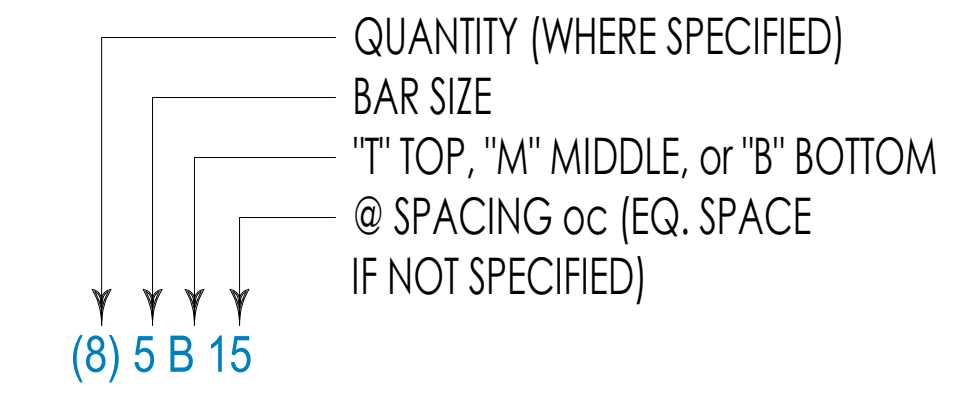 QUANTITY (WHERE SPECIFIED)
BAR SIZE
"T" TOP, "M" MIDDLE, or "B" BOTTOM
@ SPACING oc (EQ. SPACE
IF NOT SPECIFIED)
(8) 5 B 15